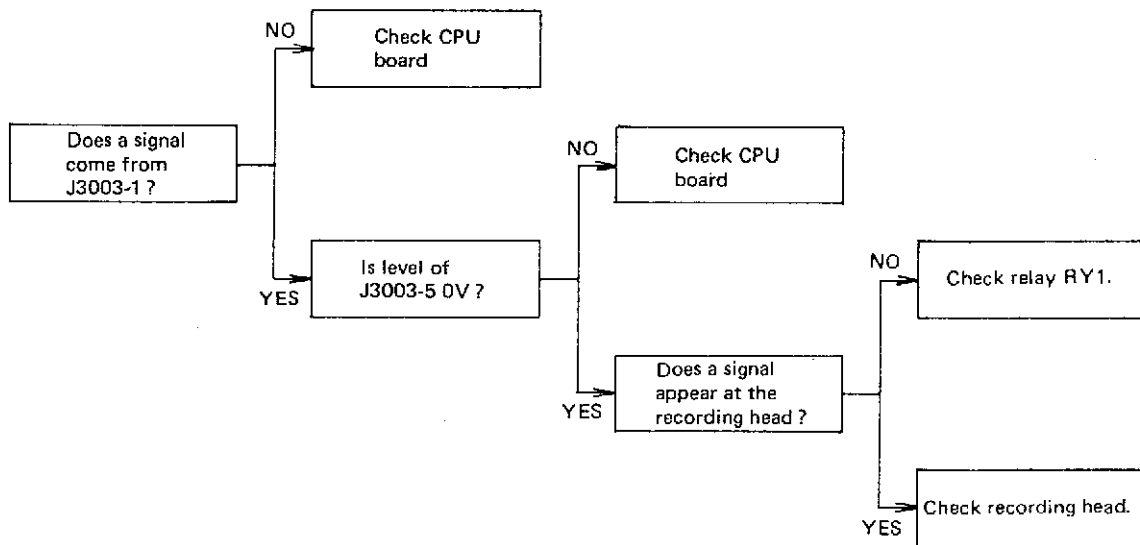 NO
Check CPU
board
Does a signal
come from
J3003-1 ?
NO
Check CPU
board
YES
Is level of
J3003-5 0V ?
NO
Check relay RY1.
YES
Does a signal
appear at the
recording head ?
YES
Check recording head.